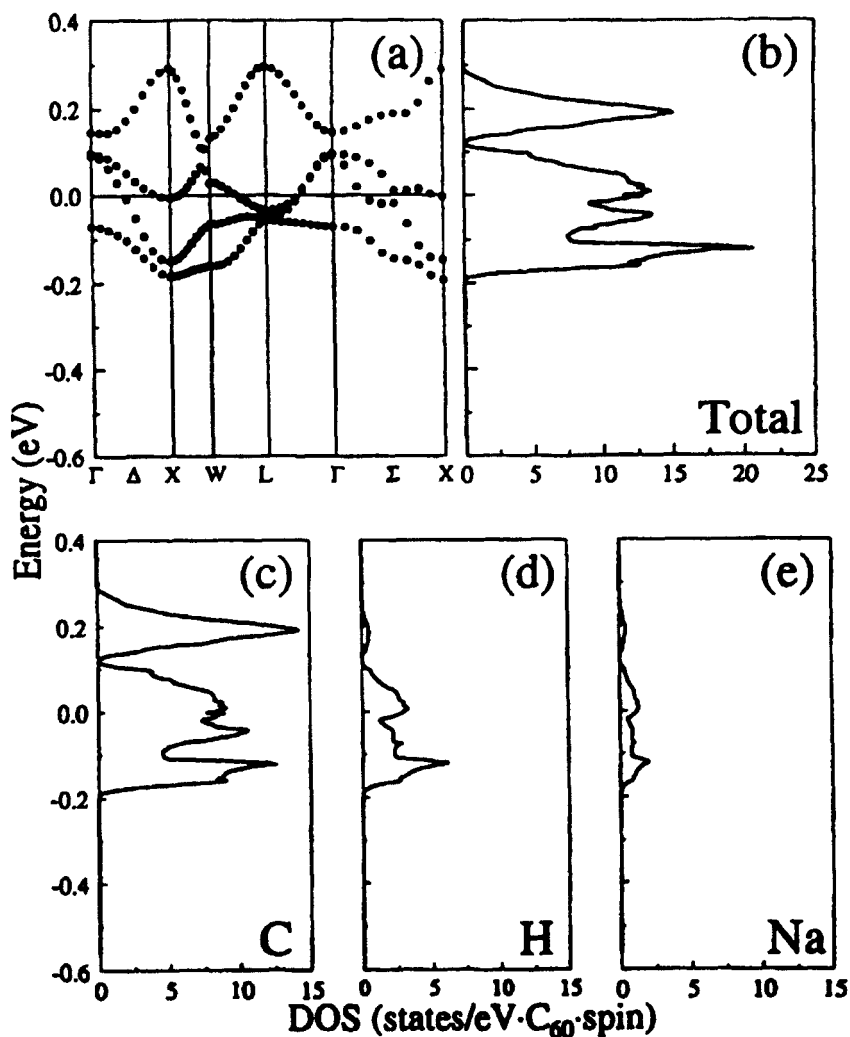 (a)
(b)
0.4
0.2
0.0
-0.2
-0.4
-0.6
Γ Δ X W L Γ Σ X
Total
0 5 10 15 20 25
Energy (eV)
(c)
(d)
(e)
0.4
0.2
0.0
-0.2
-0.4
-0.6
C
H
Na
0 5 10 15
0 5 10 15
0 5 10 15
DOS (states/eV·C₆₀·spin)